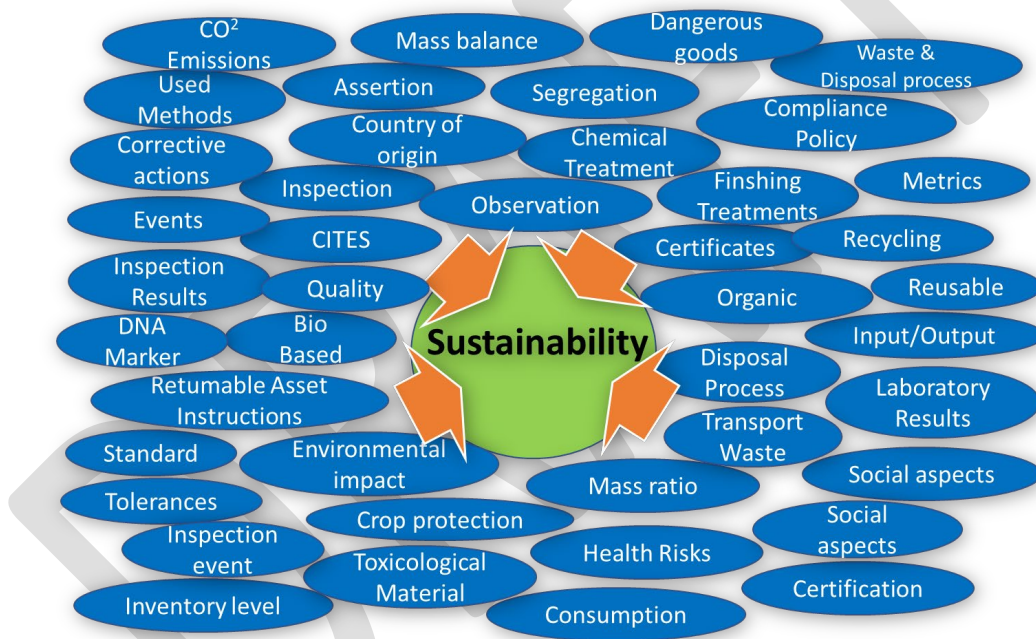 CO²
Emissions
Mass balance
Dangerous
goods
Waste &
Disposal process
Used
Methods
Assertion
Segregation
Compliance
Policy
Corrective
actions
Country of
origin
Chemical
Treatment
Inspection
Observation
Finshing
Treatments
Metrics
Events
CITES
Certificates
Recycling
Inspection
Results
Quality
Organic
Reusable
DNA
Marker
Bio
Based
Sustainability
Input/Output
Disposal
Process
Laboratory
Results
Retumable Asset
Instructions
Transport
Waste
Standard
Environmental
impact
Mass ratio
Social aspects
Tolerances
Crop protection
Social
aspects
Inspection
event
Toxicological
Material
Health Risks
Certification
Inventory level
Consumption